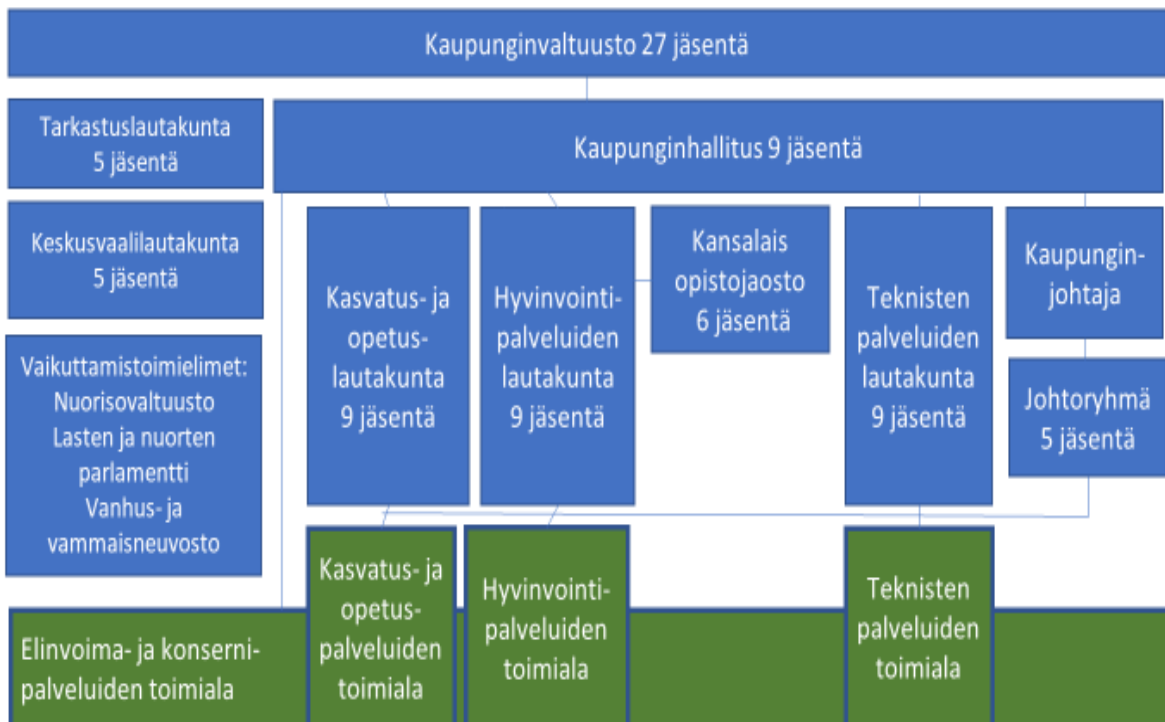 Kaupunginvaltuusto 27 jäsentä
Tarkastuslautakunta
5 jäsentä
Kaupunginhallitus 9 jäsentä
Keskusvaalilautakunta
5 jäsentä
Vaikuttamistoimielimet:
Nuorisovaltuusto
Lasten ja nuorten
parlamentti
Vanhus- ja
vammaisneuvosto
Kasvatus- ja
opetus-
lautakunta
9 jäsentä
Hyvinvointi-
palveluiden
lautakunta
9 jäsentä
Kansalais
opistojaosto
6 jäsentä
Teknisten
palveluiden
lautakunta
9 jäsentä
Kaupungin-
johtaja
Johtoryhmä
5 jäsentä
Elinvoima- ja konserni-
palveluiden toimiala
Kasvatus- ja
opetus-
palveluiden
toimiala
Hyvinvointi-
palveluiden
toimiala
Teknisten
palveluiden
toimiala